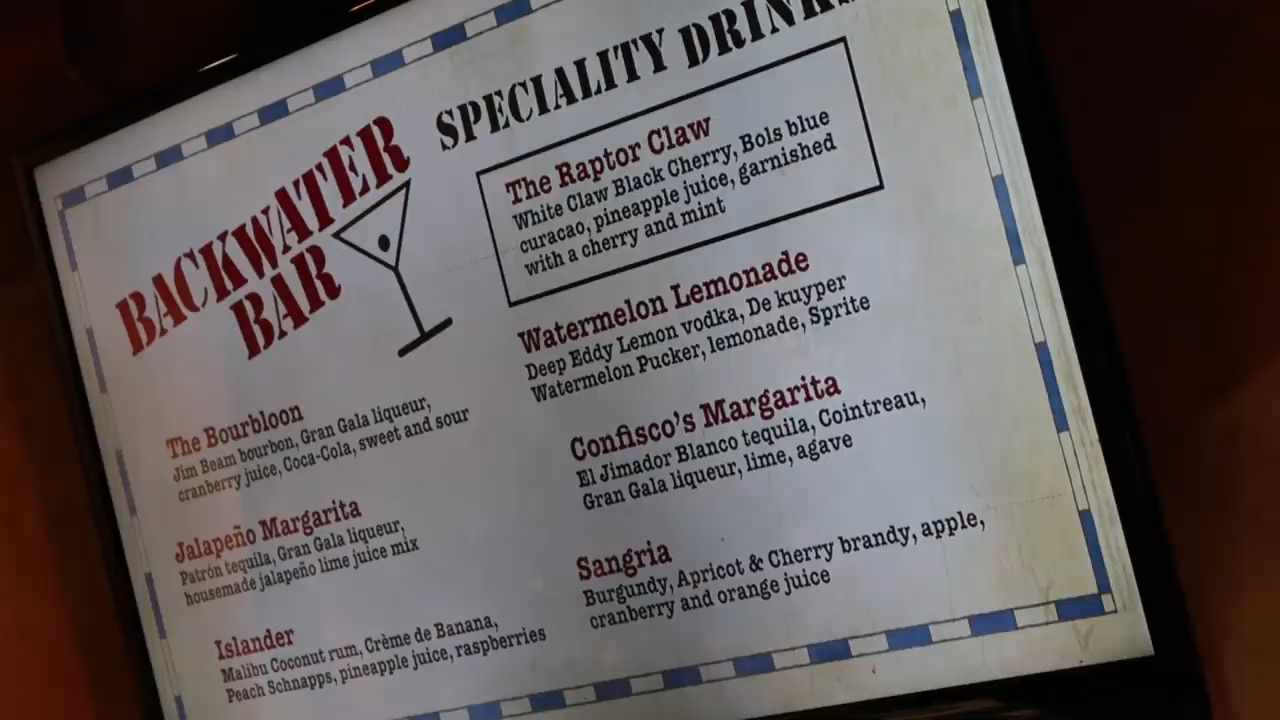 SPECIALITY DRINKS
BACKWATER
BAR
The Bourbloon
Jim Beam bourbon, Gran Gala liqueur,
cranberry juice, Coca-Cola, sweet and sour
Jalapeño Margarita
Patrón tequila, Gran Gala liqueur,
housemade jalapeño lime juice mix
Islander
Malibu Coconut rum, Crème de Banana,
Peach Schnapps, pineapple juice, raspberries
The Raptor Claw
White Claw Black Cherry, Bols blue
curacao, pineapple juice, garnished
with a cherry and mint
Watermelon Lemonade
Deep Eddy Lemon vodka, De kuyper
Watermelon Pucker, lemonade, Sprite
Confisco's Margarita
El Jimador Blanco tequila, Cointreau,
Gran Gala liqueur, lime, agave
Sangria
Burgundy, Apricot & Cherry brandy, apple,
cranberry and orange juice